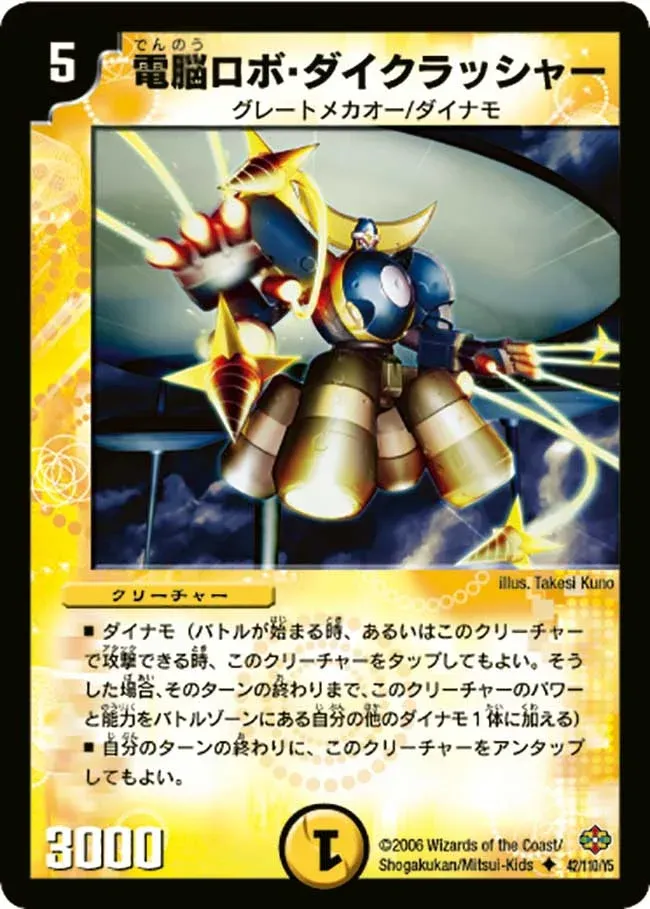 5
でんのう
電脳ロボ・ダイクラッシャー
グレートメカオー/ダイナモ
illus. Takesi Kuno
クリーチャー
■ ダイナモ（バトルが始まる時、あるいはこのクリーチャー
で攻撃できる時、このクリーチャーをタップしてもよい。そう
した場合、そのターンの終わりまで、このクリーチャーのパワー
と能力をバトルゾーンにある自分の他のダイナモ1体に加える）
■ 自分のターンの終わりに、このクリーチャーをアンタップ
してもよい。
3000
1
©2006 Wizards of the Coast/
Shogakukan/Mitsui-Kids
42/110/Y5